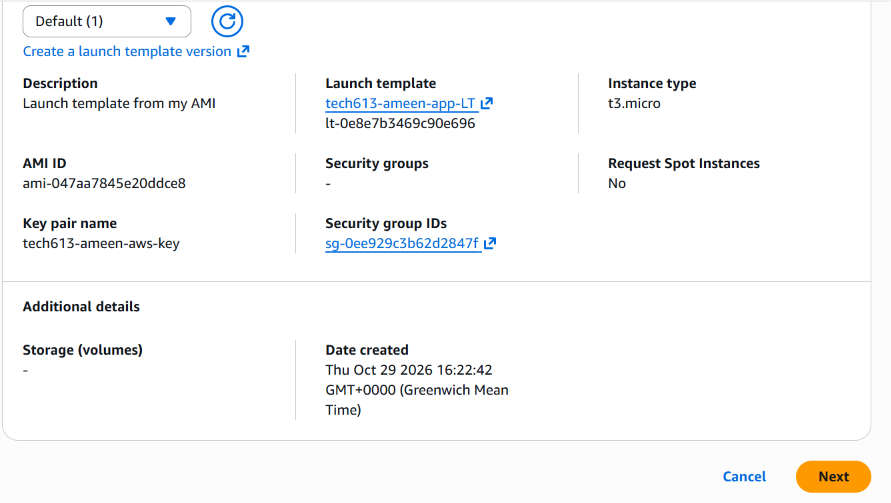 Default (1)
Create a launch template version
Description
Launch template from my AMI
Launch template
tech613-ameen-app-LT
lt-0e8e7b3469c90e696
Instance type
t3.micro
AMI ID
ami-047aa7845e20ddce8
Security groups
-
Request Spot Instances
No
Key pair name
tech613-ameen-aws-key
Security group IDs
sg-0ee929c3b62d2847f
Additional details
Storage (volumes)
-
Date created
Thu Oct 29 2026 16:22:42
GMT+0000 (Greenwich Mean
Time)
Cancel
Next